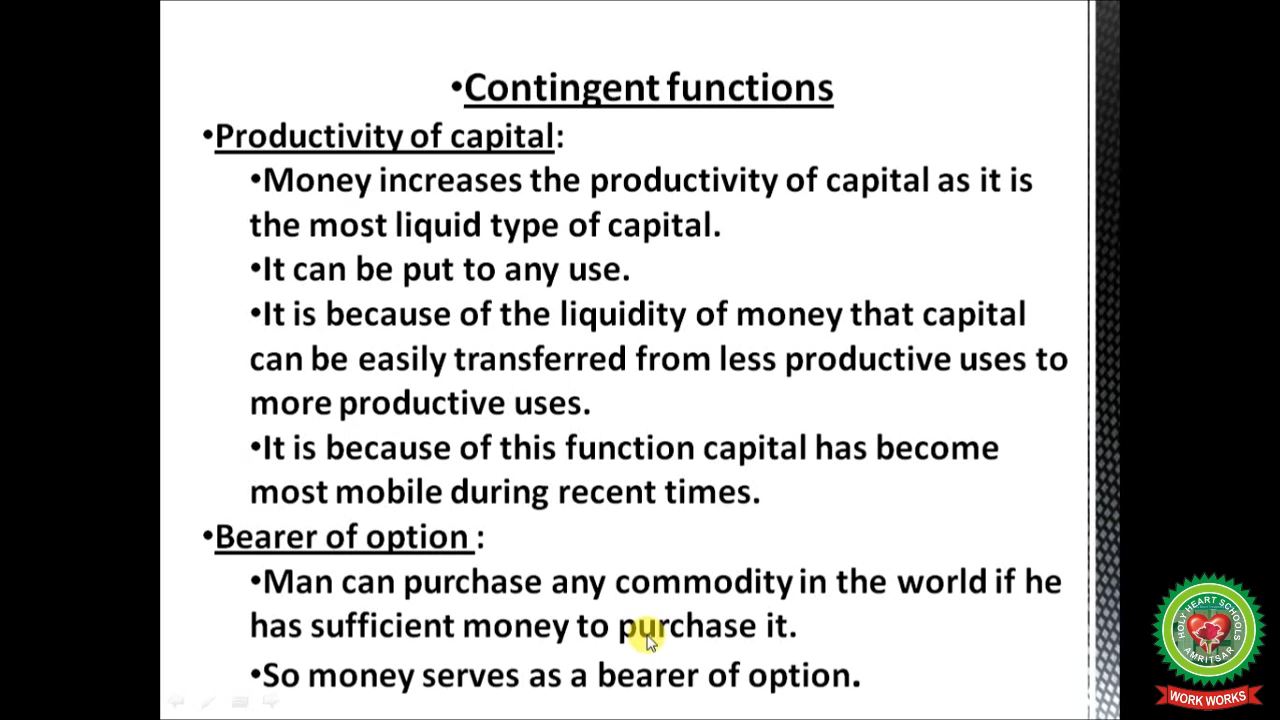 •Contingent functions
•Productivity of capital:
•Money increases the productivity of capital as it is
the most liquid type of capital.
•It can be put to any use.
•It is because of the liquidity of money that capital
can be easily transferred from less productive uses to
more productive uses.
•It is because of this function capital has become
most mobile during recent times.
•Bearer of option :
•Man can purchase any commodity in the world if he
has sufficient money to purchase it.
•So money serves as a bearer of option.
HOLY HEART SCHOOLS
AMRITSAR
WORK WORKS